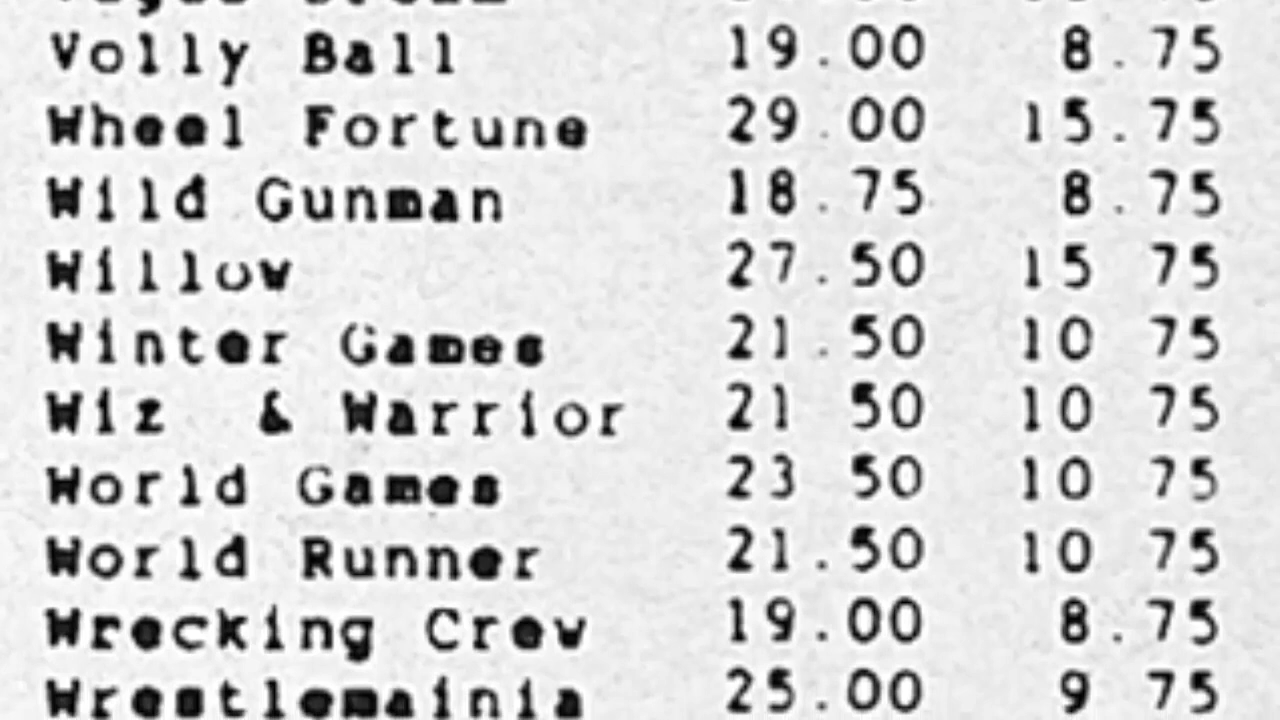 Volly Ball 19.00 8.75
Wheel Fortune 29.00 15.75
Wild Gunman 18.75 8.75
Willow 27.50 15 75
Winter Games 21.50 10 75
Wiz & Warrior 21 50 10 75
World Games 23 50 10 75
World Runner 21.50 10 75
Wrecking Crew 19.00 8.75
Wrestlemainia 25.00 9 75